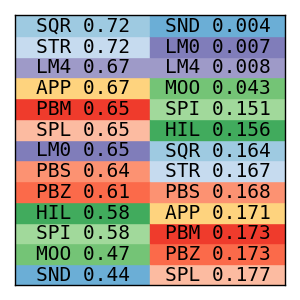 SQR 0.72 SND 0.004
STR 0.72 LM0 0.007
LM4 0.67 LM4 0.008
APP 0.67 MOO 0.043
PBM 0.65 SPI 0.151
SPL 0.65 HIL 0.156
LM0 0.65 SQR 0.164
PBS 0.64 STR 0.167
PBZ 0.61 PBS 0.168
HIL 0.58 APP 0.171
SPI 0.58 PBM 0.173
MOO 0.47 PBZ 0.173
SND 0.44 SPL 0.177